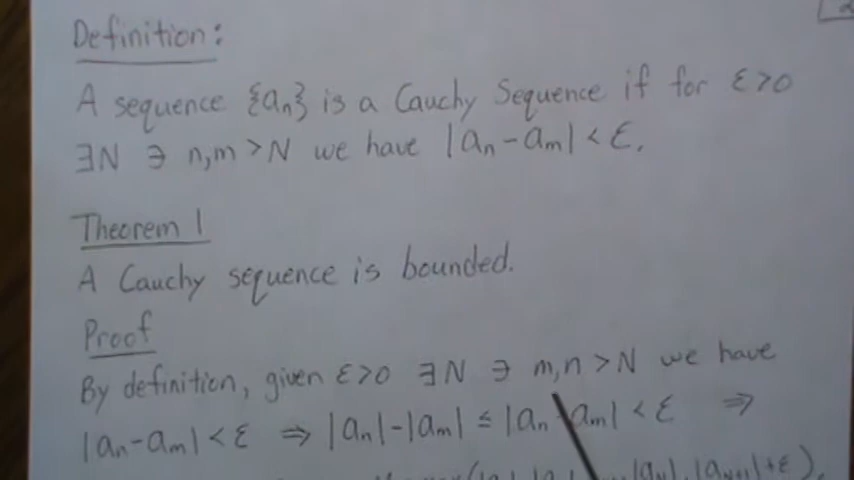 Definition:
A sequence {aₙ} is a Cauchy Sequence if for ε>0
∃N ∋ n,m >N we have |aₙ-aₘ| < ε.
Theorem 1
A Cauchy sequence is bounded.
Proof
By definition, given ε>0 ∃N ∋ m,n >N we have
|aₙ-aₘ| < ε ⇒ |aₙ|-|aₘ| ≤ |aₙ-aₘ| < ε ⇒
|+ε).